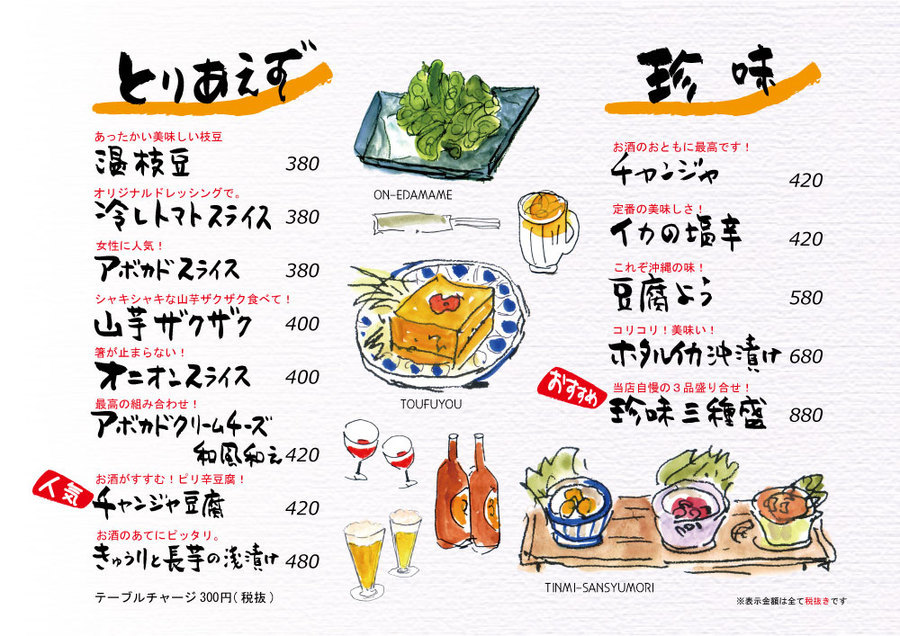 とりあえず
あったかい美味しい枝豆
温枝豆 380
オリジナルドレッシングで。
冷しトマトスライス 380
女性に人気！
アボカドスライス 380
シャキシャキな山芋ザクザク食べて！
山芋ザクザク 400
箸が止まらない！
オニオンスライス 400
最高の組み合わせ！
アボカドクリームチーズ
和風和え 420
お酒がすすむ！ピリ辛豆腐！
人気
チャンジャ豆腐 420
お酒のあてにピッタリ。
きゅうりと長芋の浅漬け 480
テーブルチャージ 300円( 税抜 )
ON-EDAMAME
TOUFUYOU
珍味
お酒のおともに最高です！
チャンジャ 420
定番の美味しさ！
イカの塩辛 420
これぞ沖縄の味！
豆腐よう 580
コリコリ！美味い！
ホタルイカ沖漬け 680
おすすめ
当店自慢の３品盛り合せ！
珍味三種盛 880
TINMI-SANSYUMORI
※表示金額は全て税抜きです